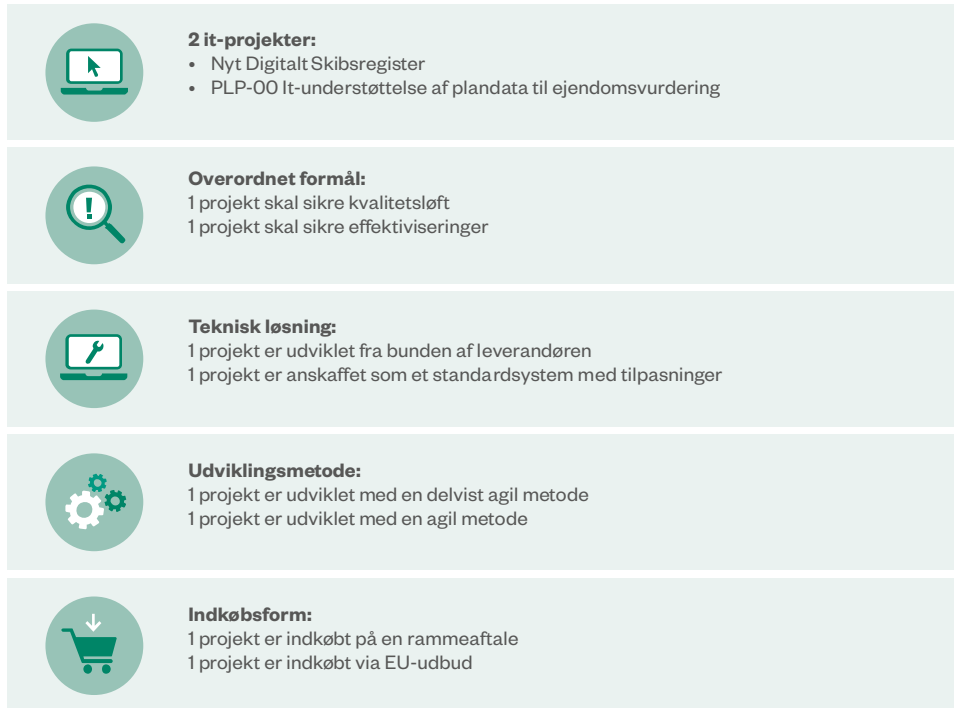 2 it-projekter:
• Nyt Digitalt Skibsregister
• PLP-00 It-understøttelse af plandata til ejendomsvurdering
Overordnet formål:
1 projekt skal sikre kvalitetsløft
1 projekt skal sikre effektiviseringer
Teknisk løsning:
1 projekt er udviklet fra bunden af leverandøren
1 projekt er anskaffet som et standardsystem med tilpasninger
Udviklingsmetode:
1 projekt er udviklet med en delvist agil metode
1 projekt er udviklet med en agil metode
Indkøbsform:
1 projekt er indkøbt på en rammeaftale
1 projekt er indkøbt via EU-udbud